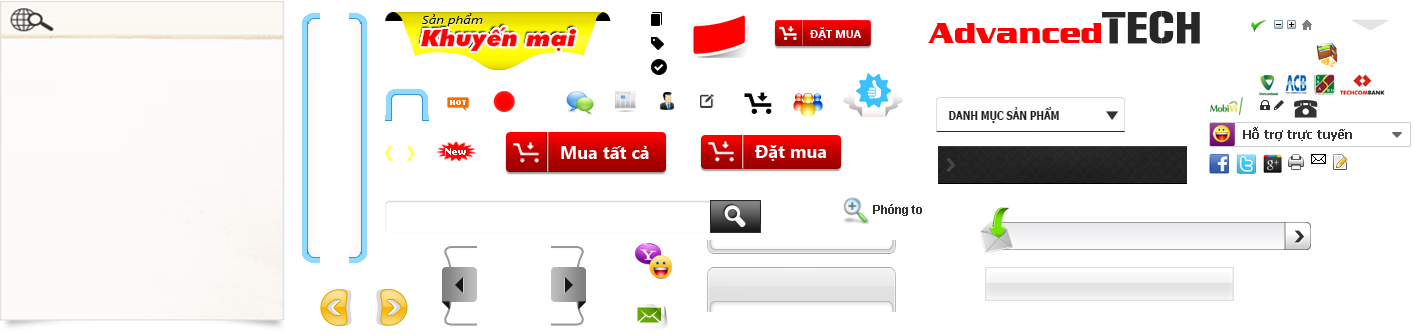 Sản phẩm
Khuyến mại
ĐẶT MUA
AdvancedTECH
HOT
ACB
TECHCOMBANK
MobiVi
DANH MỤC SẢN PHẨM
Hỗ trợ trực tuyến
New
Mua tất cả
Đặt mua
Phóng to